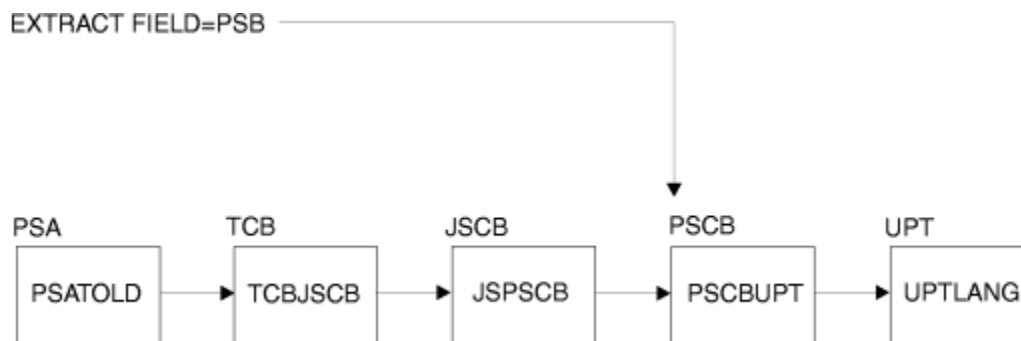 EXTRACT FIELD=PSB
PSA TCB JSCB PSCB UPT
PSATOLD TCBJSCB JSPSCB PSCBUPT UPTLANG